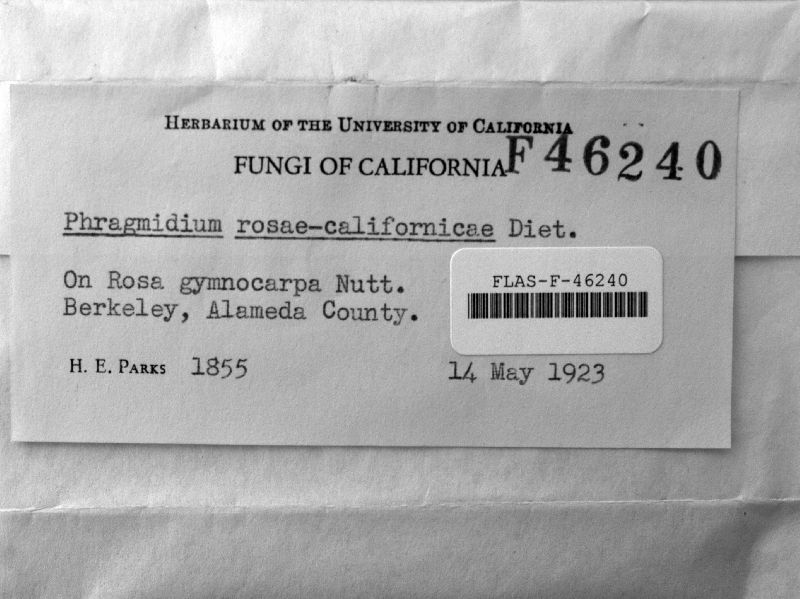 HERBARIUM OF THE UNIVERSITY OF CALIFORNIA
FUNGI OF CALIFORNIA F46240
Phragmidium rosae-californicae Diet.
On Rosa gymnocarpa Nutt.
Berkeley, Alameda County.
FLAS-F-46240
H. E. PARKS 1855 14 May 1923